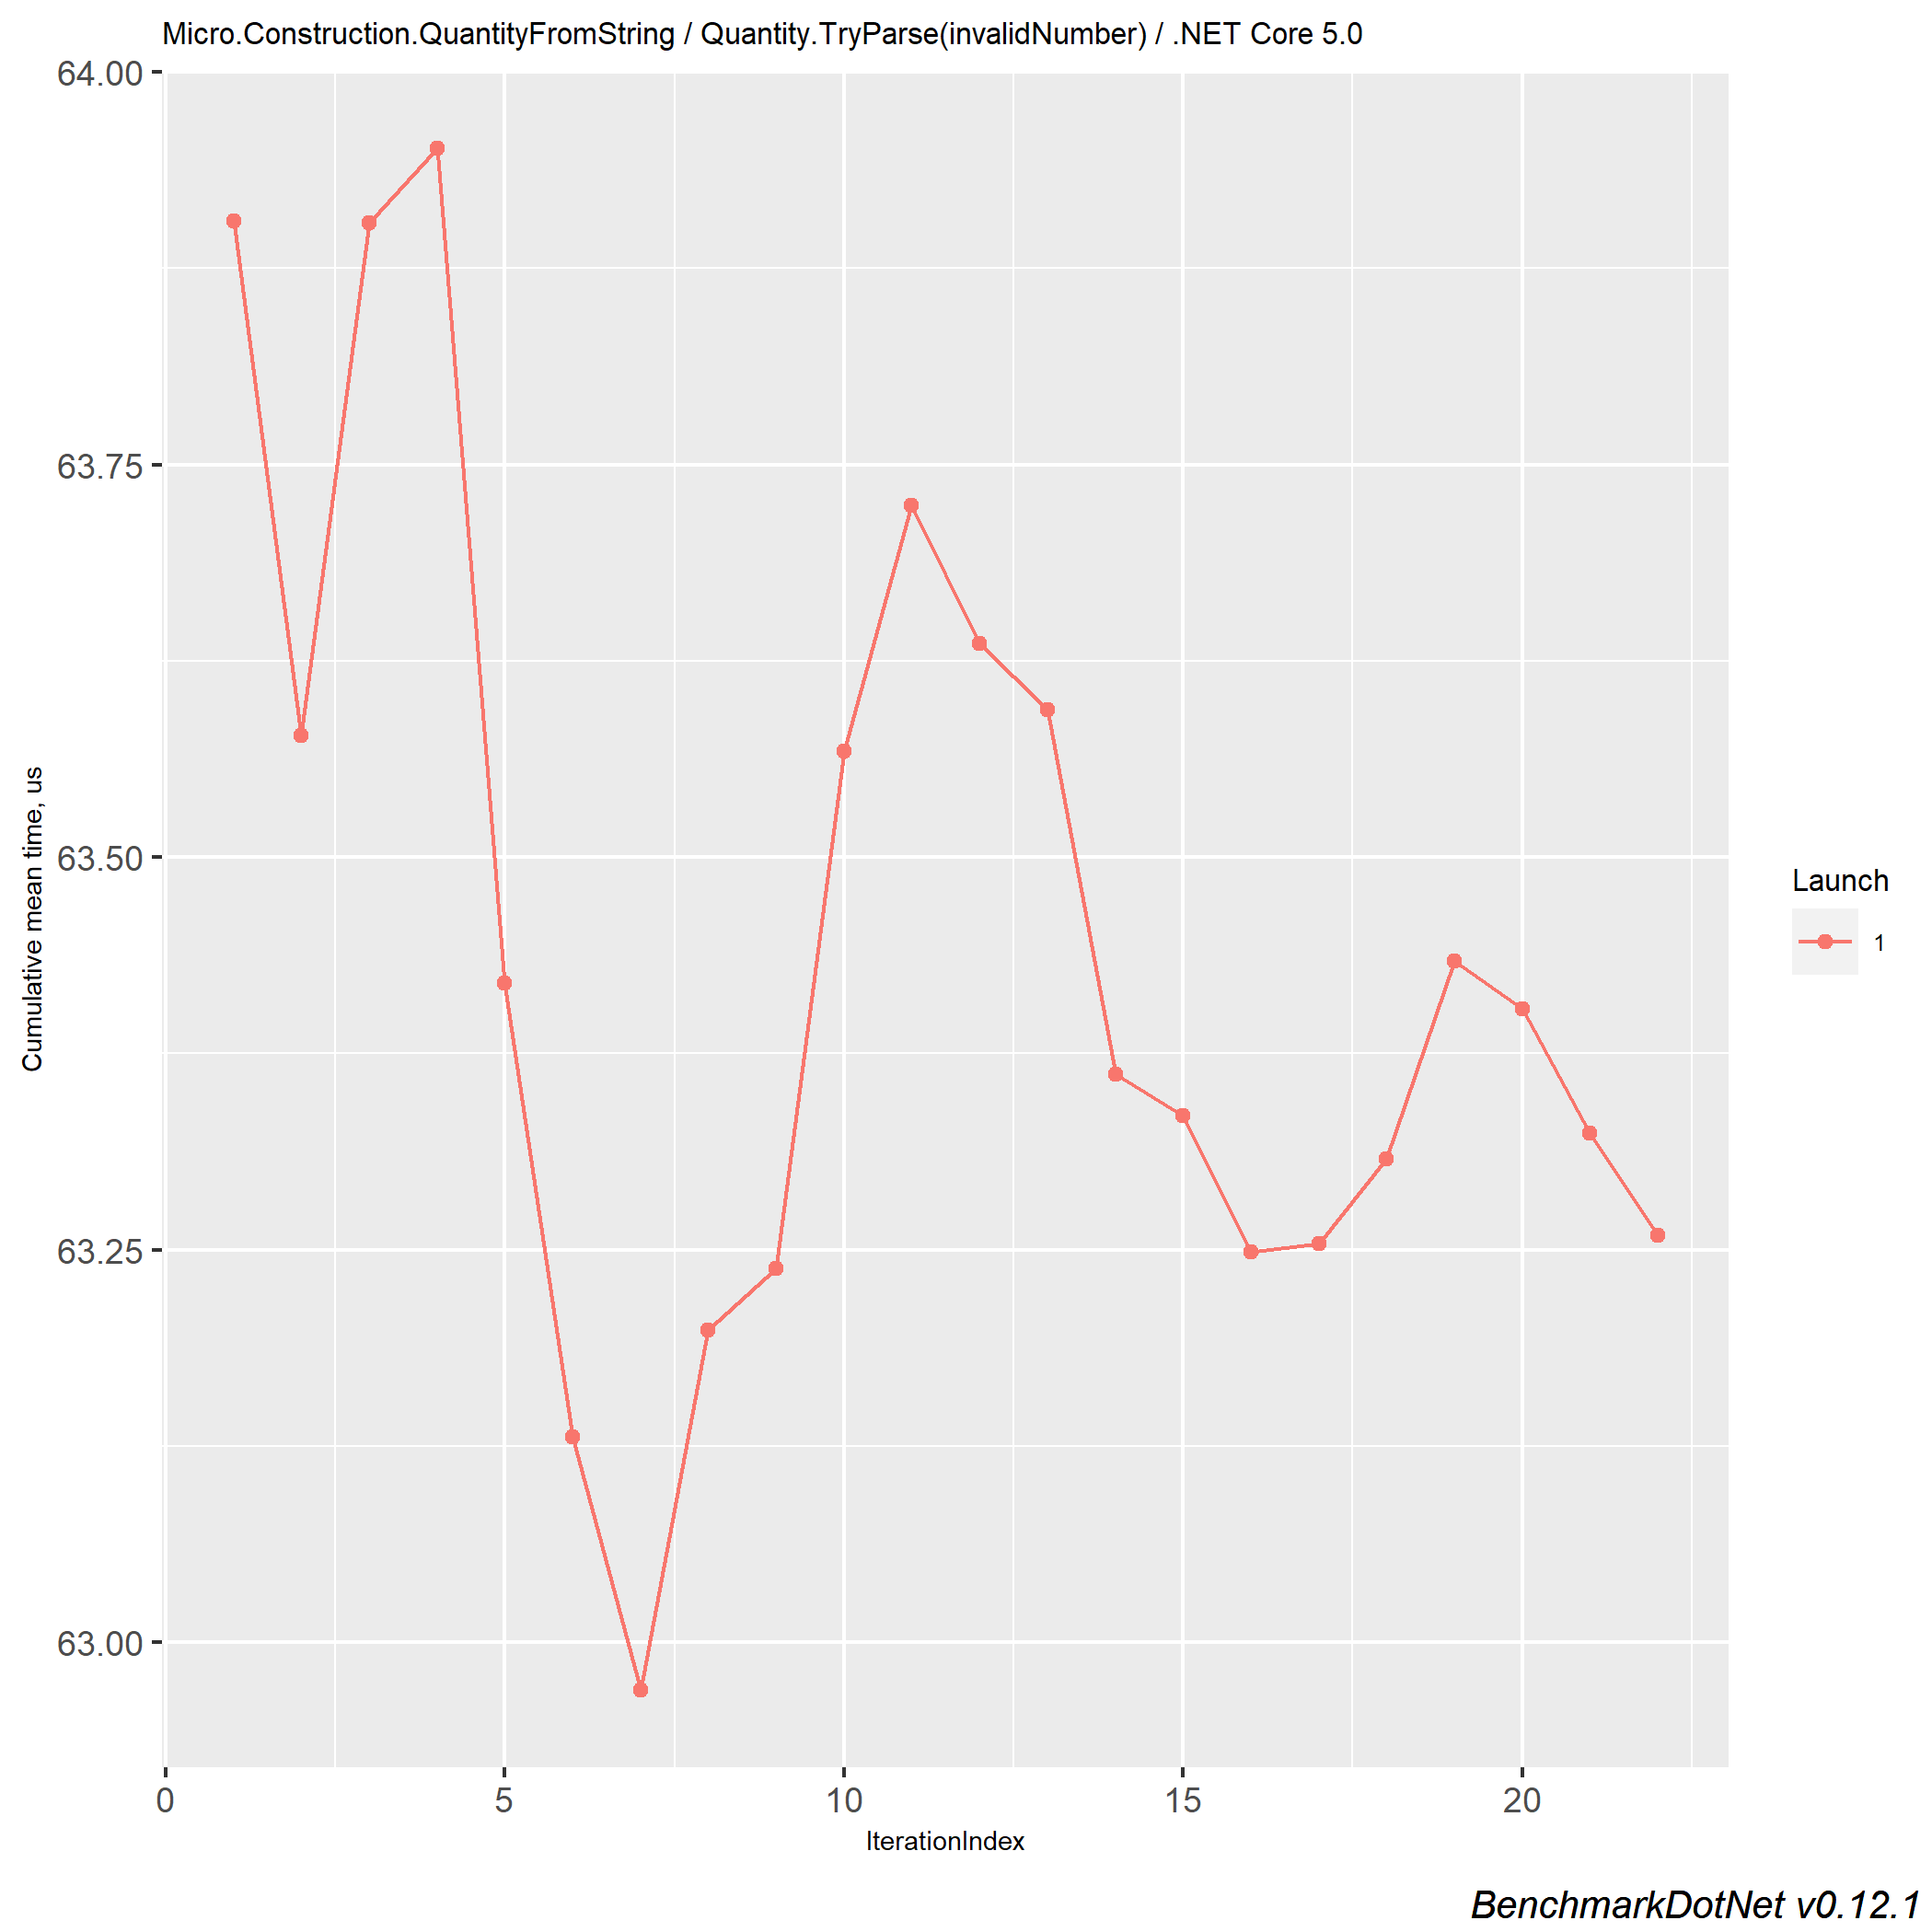 Micro.Construction.QuantityFromString / Quantity.TryParse(invalidNumber) / .NET Core 5.0
64.00
63.75
63.50
63.25
63.00
Cumulative mean time, us
0 5 10 15 20
IterationIndex
Launch
1
BenchmarkDotNet v0.12.1